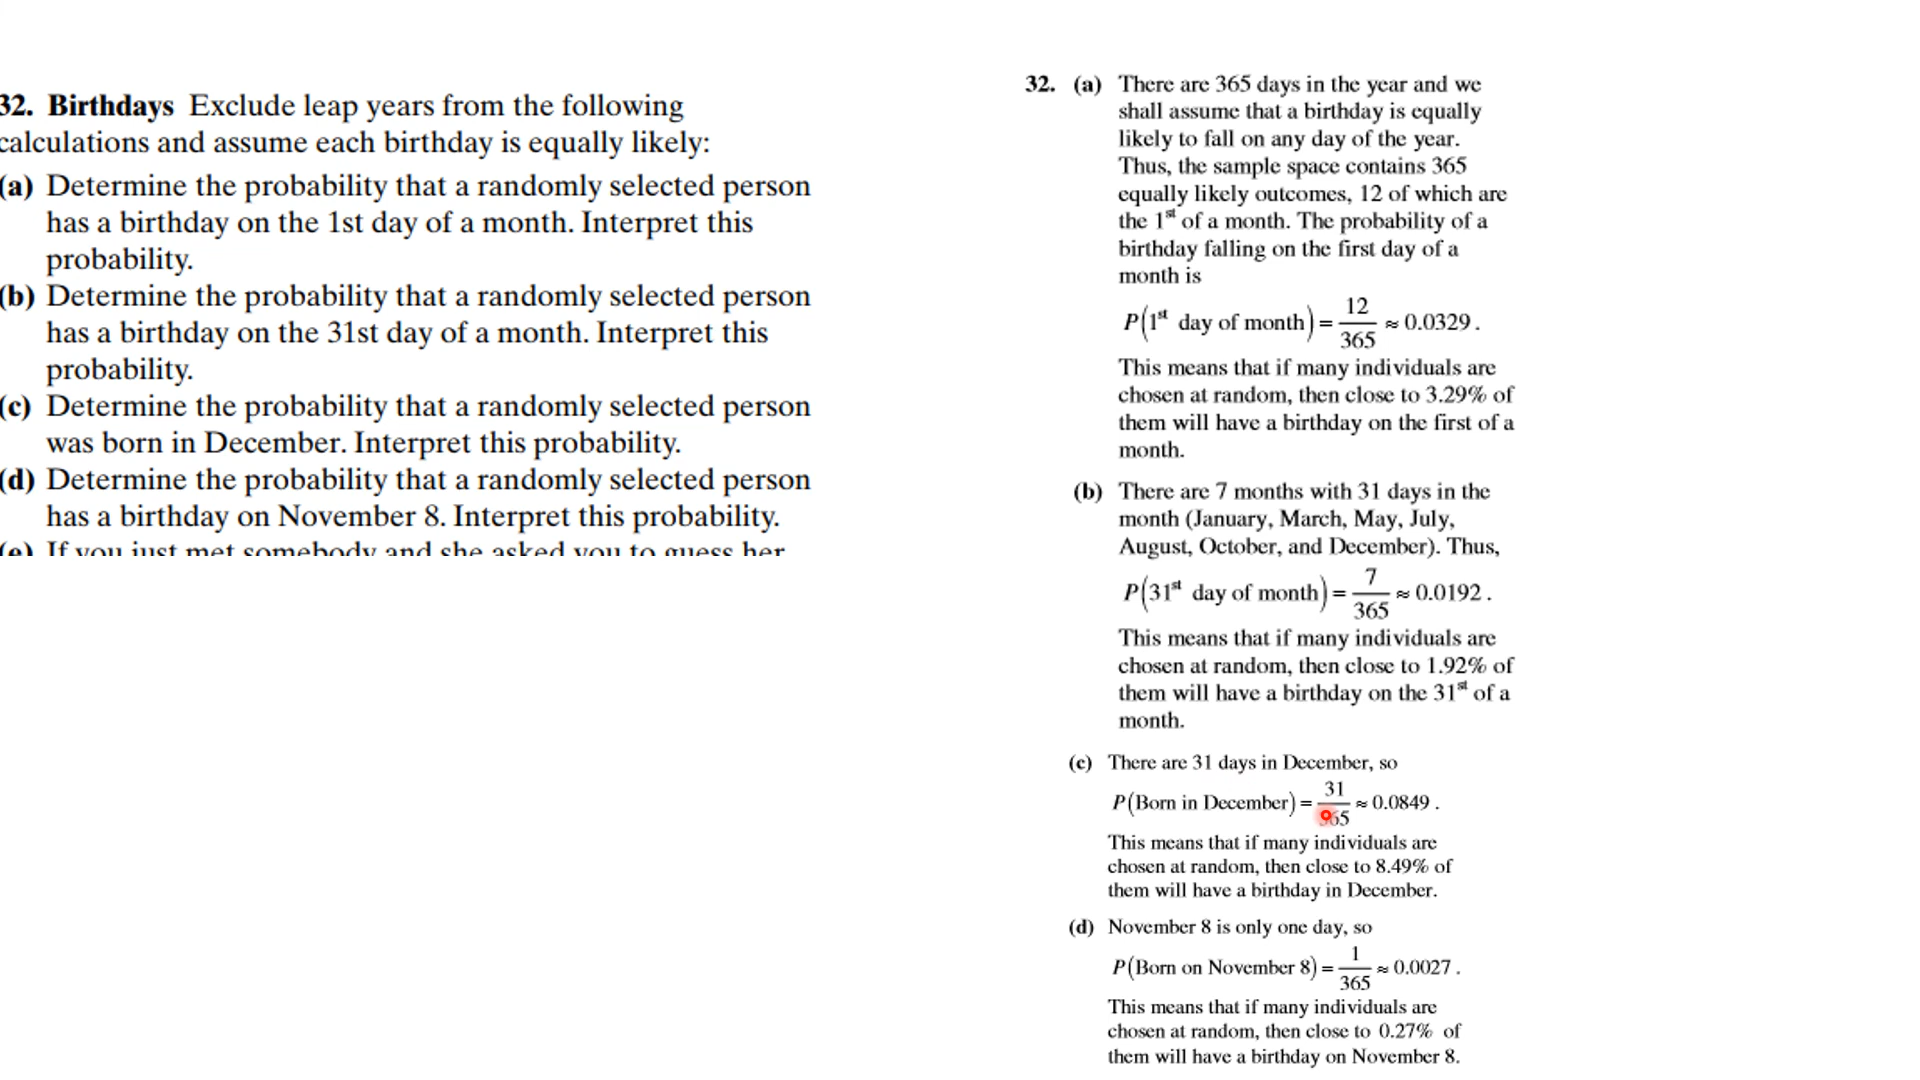 32. Birthdays Exclude leap years from the following
calculations and assume each birthday is equally likely:
(a) Determine the probability that a randomly selected person
has a birthday on the 1st day of a month. Interpret this
probability.
(b) Determine the probability that a randomly selected person
has a birthday on the 31st day of a month. Interpret this
probability.
(c) Determine the probability that a randomly selected person
was born in December. Interpret this probability.
(d) Determine the probability that a randomly selected person
has a birthday on November 8. Interpret this probability.
(e) If you just met somebody and she asked you to guess her
32. (a) There are 365 days in the year and we
shall assume that a birthday is equally
likely to fall on any day of the year.
Thus, the sample space contains 365
equally likely outcomes, 12 of which are
the 1st of a month. The probability of a
birthday falling on the first day of a
month is
P(1st day of month) = 12/365 ≈ 0.0329.
This means that if many individuals are
chosen at random, then close to 3.29% of
them will have a birthday on the first of a
month.
(b) There are 7 months with 31 days in the
month (January, March, May, July,
August, October, and December). Thus,
P(31st day of month) = 7/365 ≈ 0.0192.
This means that if many individuals are
chosen at random, then close to 1.92% of
them will have a birthday on the 31st of a
month.
(c) There are 31 days in December, so
P(Born in December) = 31/365 ≈ 0.0849.
This means that if many individuals are
chosen at random, then close to 8.49% of
them will have a birthday in December.
(d) November 8 is only one day, so
P(Born on November 8) = 1/365 ≈ 0.0027.
This means that if many individuals are
chosen at random, then close to 0.27% of
them will have a birthday on November 8.